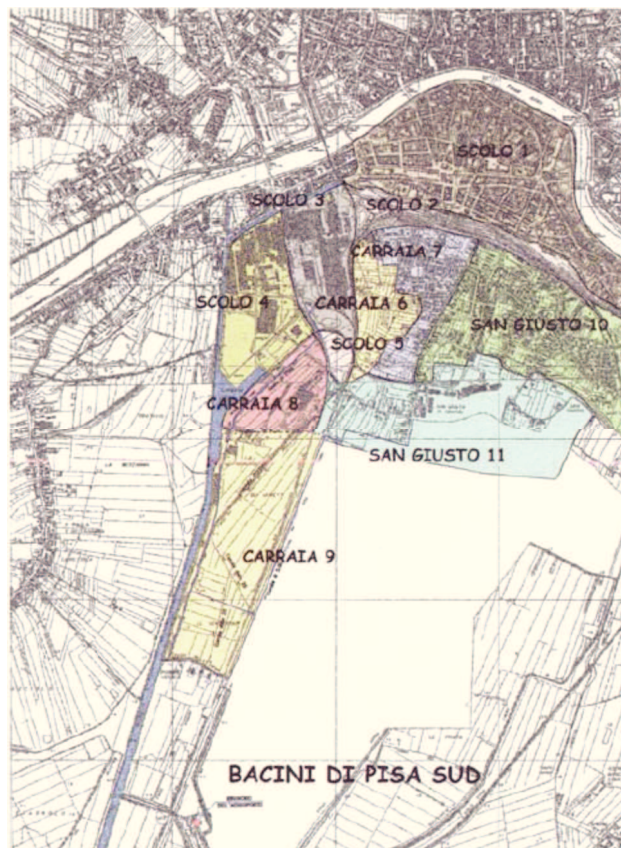 SCOLO 1
SCOLO 3
SCOLO 2
CARRAIA 7
SCOLO 4
CARRAIA 6
SAN GIUSTO 10
SCOLO 5
CARRAIA 8
SAN GIUSTO 11
CARRAIA 9
BACINI DI PISA SUD